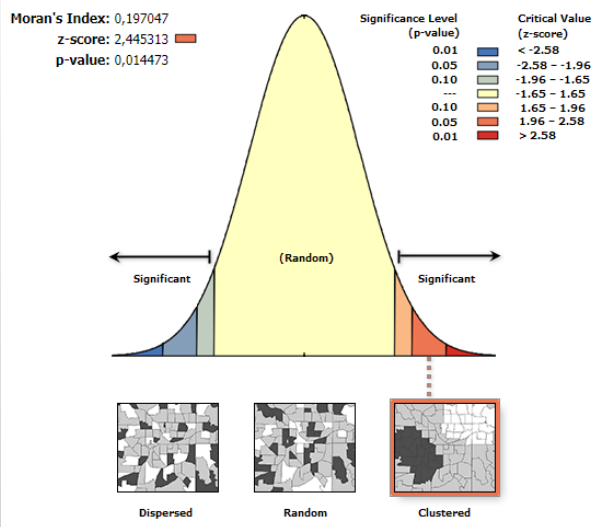 Moran's Index: 0,197047
z-score: 2,445313
p-value: 0,014473
Significance Level
(p-value)
Critical Value
(z-score)
0.01 < -2.58
0.05 -2.58 – -1.96
0.10 -1.96 – -1.65
--- -1.65 – 1.65
0.10 1.65 – 1.96
0.05 1.96 – 2.58
0.01 > 2.58
(Random)
Significant
Significant
Dispersed
Random
Clustered